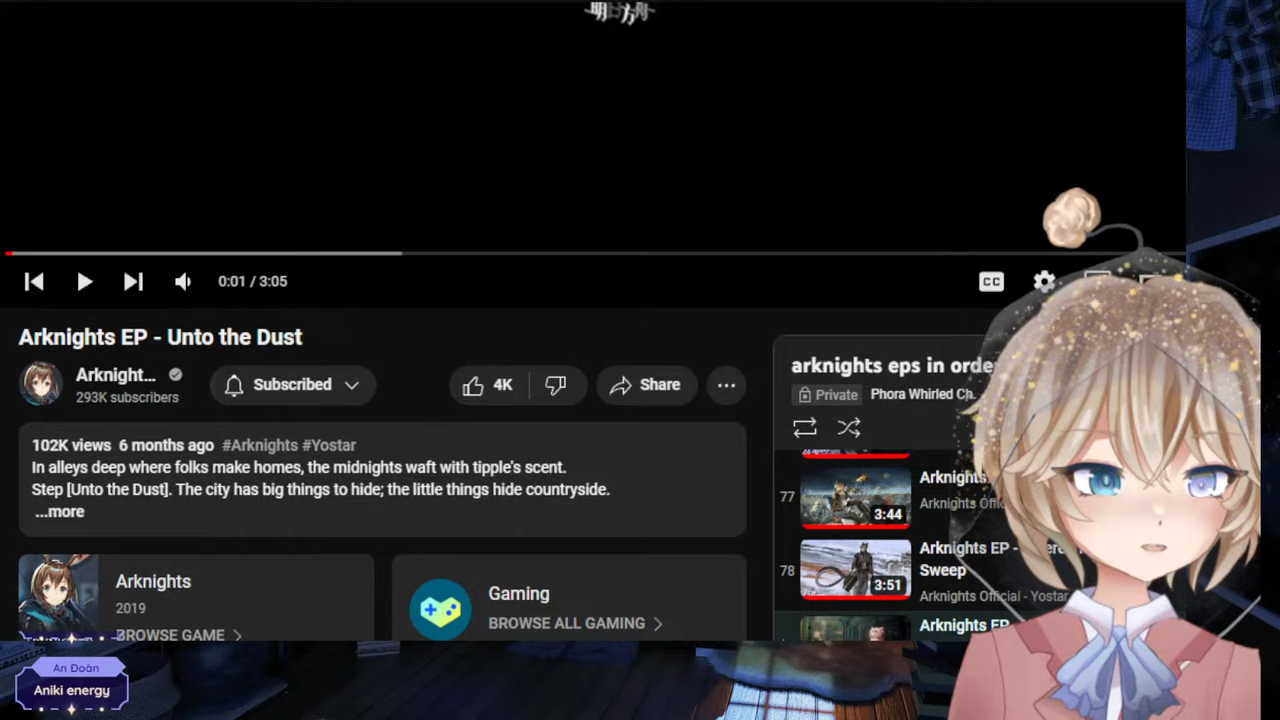 明日方舟
0:01 / 3:05
CC
Arknights EP - Unto the Dust
Arknight...
293K subscribers
Subscribed
4K
Share
102K views 6 months ago #Arknights #Yostar
In alleys deep where folks make homes, the midnights waft with tipple's scent.
Step [Unto the Dust]. The city has big things to hide; the little things hide countryside.
...more
Arknights
2019
BROWSE GAME
Gaming
BROWSE ALL GAMING
arknights eps in orde
Private
Phora Whirled Ch.
77
3:44
Arknights
Arknights Offic
78
3:51
Arknights EP -
Sweep
Arknights Official - Yostar
Arknights EP
An Đoàn
Aniki energy